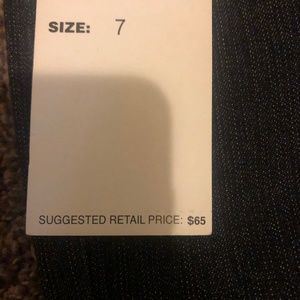 SIZE: 7
SUGGESTED RETAIL PRICE: $65